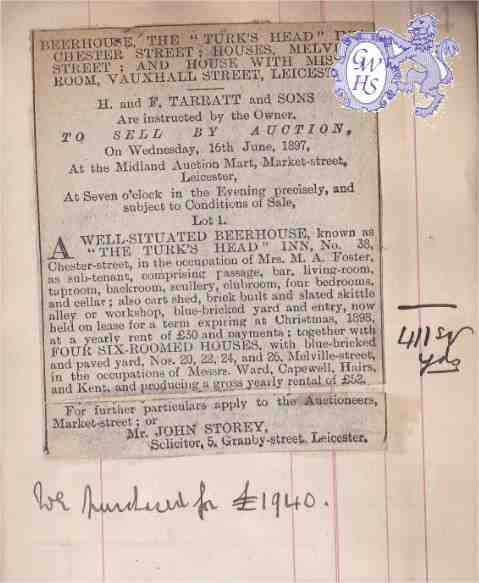 BEERHOUSE, THE "TURK'S HEAD"
CHESTER STREET; HOUSES, MELVI
STREET; AND HOUSE WITH MIS
ROOM, VAUXHALL STREET, LEICEST
GWHS
H. and F. TARRATT and SONS
Are instructed by the Owner,
TO SELL BY AUCTION,
On Wednesday, 16th June, 1897,
At the Midland Auction Mart, Market-street,
Leicester,
At Seven o'clock in the Evening precisely, and
subject to Conditions of Sale,
Lot 1.
A WELL-SITUATED BEERHOUSE, known as
"THE TURK'S HEAD" INN, No. 38,
Chester-street, in the occupation of Mrs. M. A. Foster,
as sub-tenant, comprising passage, bar, living-room,
taproom, backroom, scullery, clubroom, four bedrooms,
and cellar; also cart shed, brick built and slated skittle
alley or workshop, blue-bricked yard and entry, now
held on lease for a term expiring at Christmas, 1898,
at a yearly rent of £30 and payments; together with
FOUR SIX-ROOMED HOUSES, with blue-bricked
and paved yard, Nos. 20, 22, 24, and 26, Melville-street,
in the occupations of Messrs. Ward, Capewell, Hairs,
and Kent, and producing a gross yearly rental of £52.
For further particulars apply to the Auctioneers,
Market-street; or
Mr. JOHN STOREY,
Solicitor, 5, Granby-street, Leicester.
411 sq
yds
We purchased for £1940.